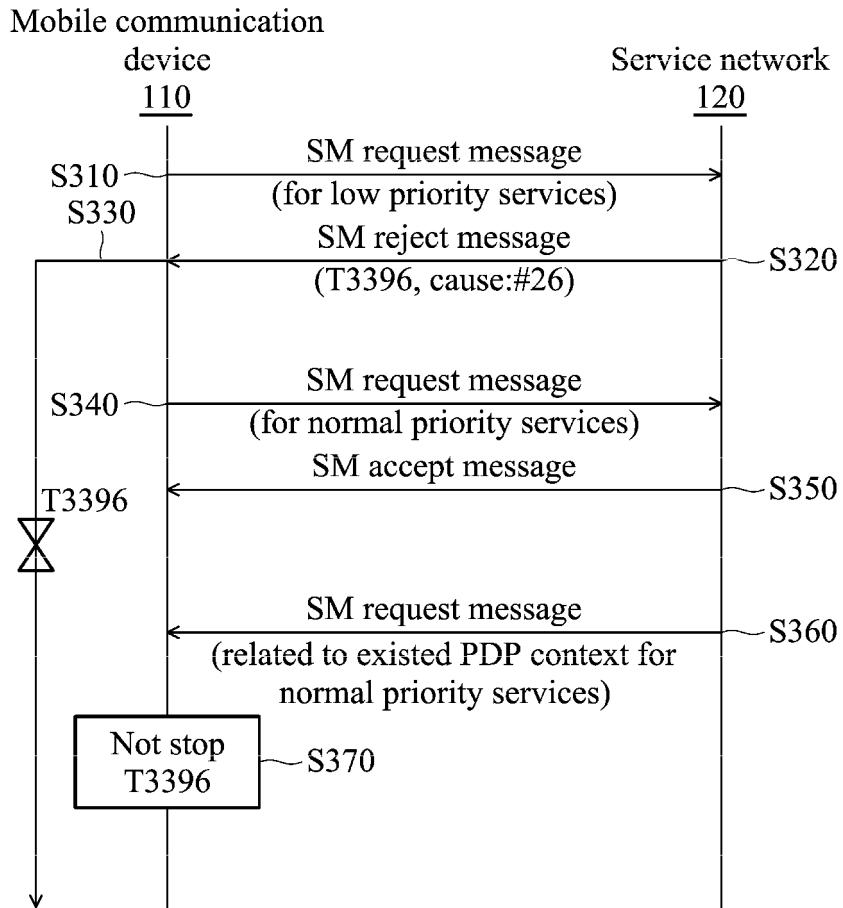 Mobile communication
device
110
Service network
120
SM request message
S310
(for low priority services)
S330
SM reject message
S320
(T3396, cause:#26)
SM request message
S340
(for normal priority services)
SM accept message
S350
T3396
SM request message
S360
(related to existed PDP context for
normal priority services)
Not stop
T3396
S370